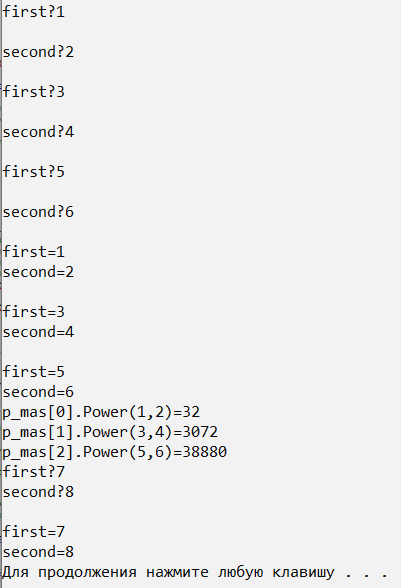 first?1
second?2
first?3
second?4
first?5
second?6
first=1
second=2
first=3
second=4
first=5
second=6
p_mas[0].Power(1,2)=32
p_mas[1].Power(3,4)=3072
p_mas[2].Power(5,6)=38880
first?7
second?8
first=7
second=8
Для продолжения нажмите любую клавишу . . .